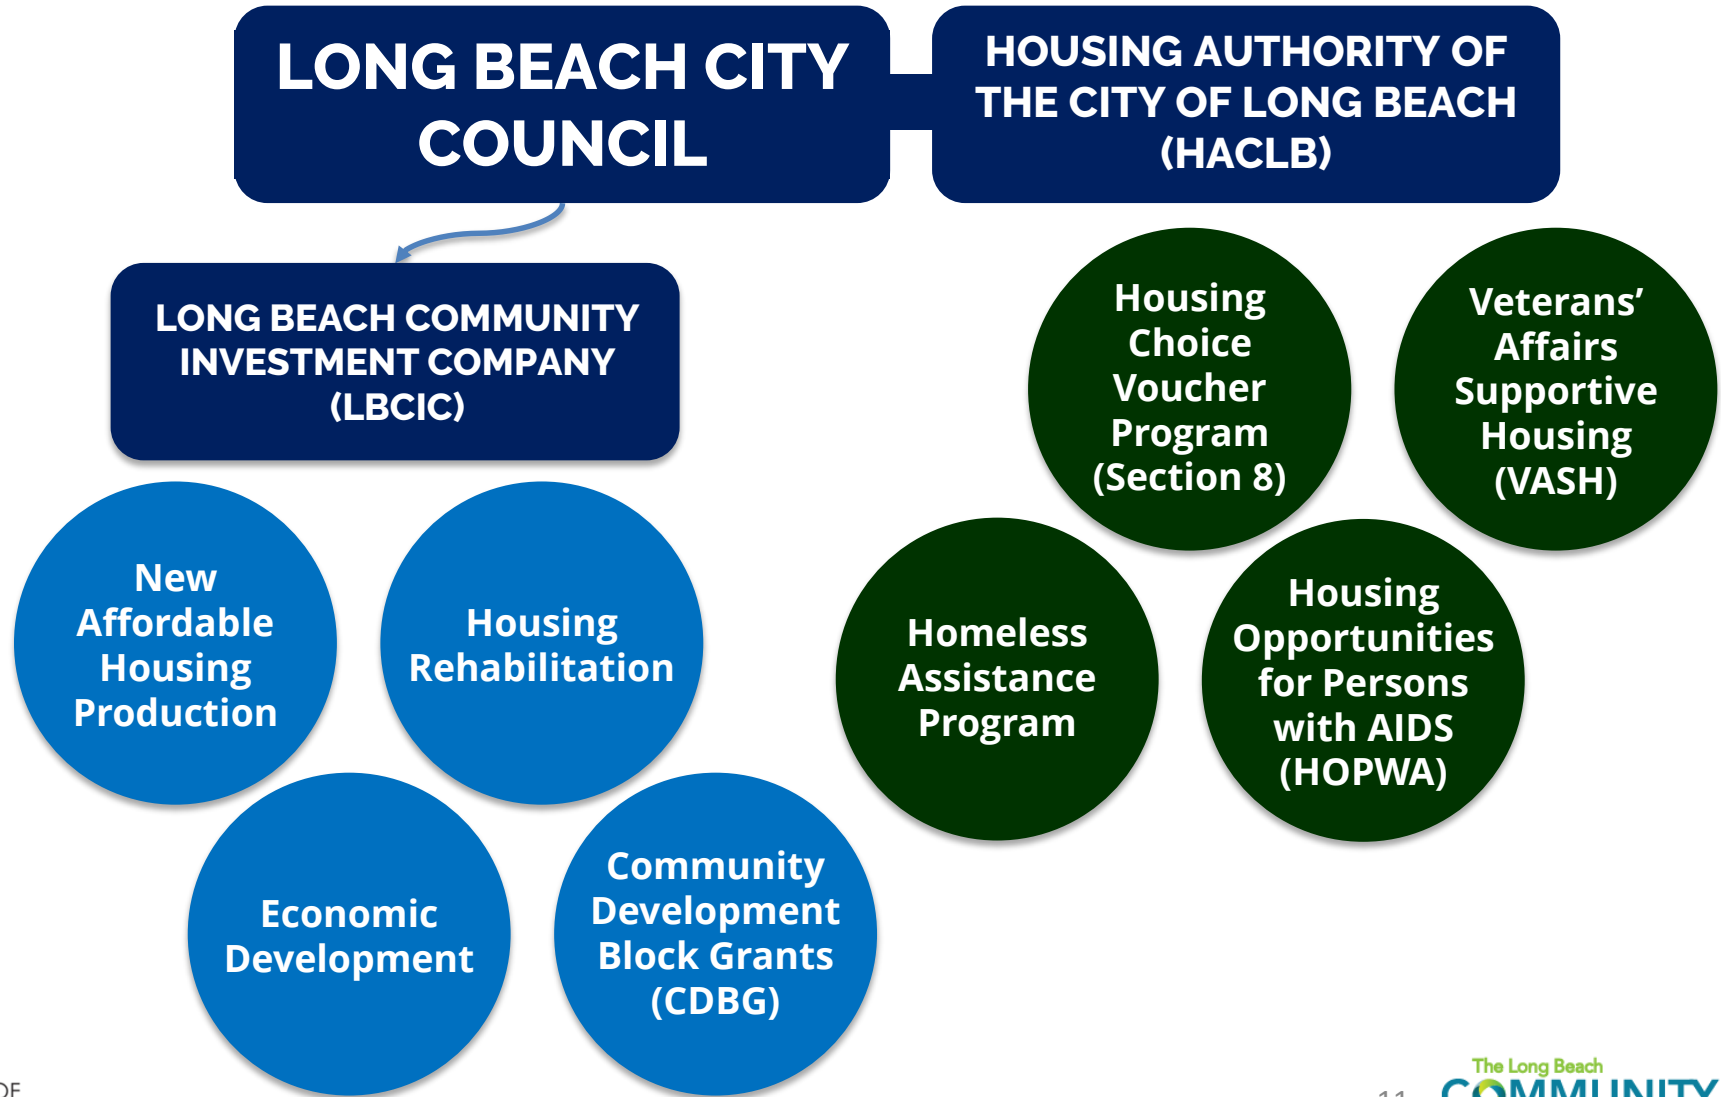 LONG BEACH CITY
COUNCIL
HOUSING AUTHORITY OF
THE CITY OF LONG BEACH
(HACLB)
LONG BEACH COMMUNITY
INVESTMENT COMPANY
(LBCIC)
Housing
Choice
Voucher
Program
(Section 8)
Veterans’
Affairs
Supportive
Housing
(VASH)
New
Affordable
Housing
Production
Housing
Rehabilitation
Homeless
Assistance
Program
Housing
Opportunities
for Persons
with AIDS
(HOPWA)
Economic
Development
Community
Development
Block Grants
(CDBG)
11
The Long Beach
COMMUNITY